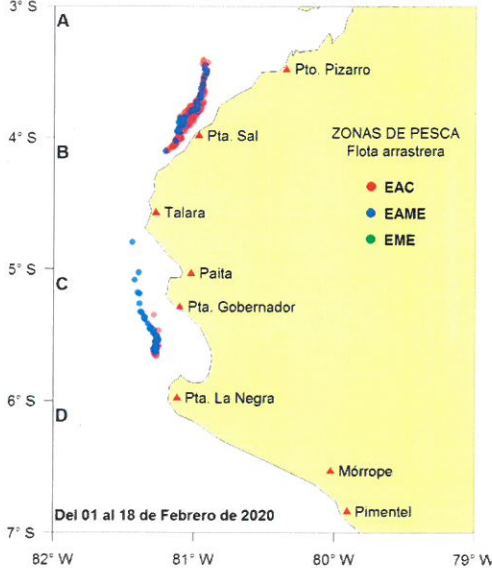 3° S
A
Pto. Pizarro
4° S
Pta. Sal
B
ZONAS DE PESCA
Flota arrastrera
EAC
Talara
EAME
EME
5° S
Paita
C
Pta. Gobernador
6° S
Pta. La Negra
D
Mórrope
Del 01 al 18 de Febrero de 2020
Pimentel
7° S
82° W
81° W
80° W
79° W